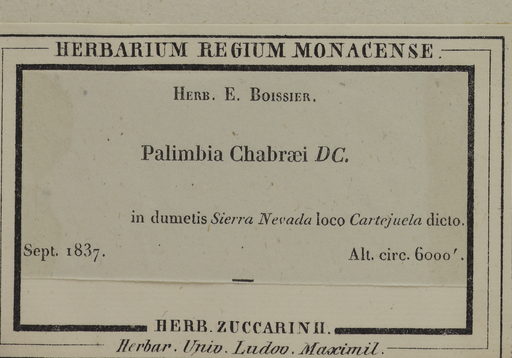 HERBARIUM REGIUM MONACENSE.
HERB. E. BOISSIER.
Palimbia Chabræi DC.
in dumetis Sierra Nevada loco Cartejuela dicto.
Sept. 1837. Alt. circ. 6000'.
HERB. ZUCCARINII.
Herbar. Univ. Ludov. Maximil.